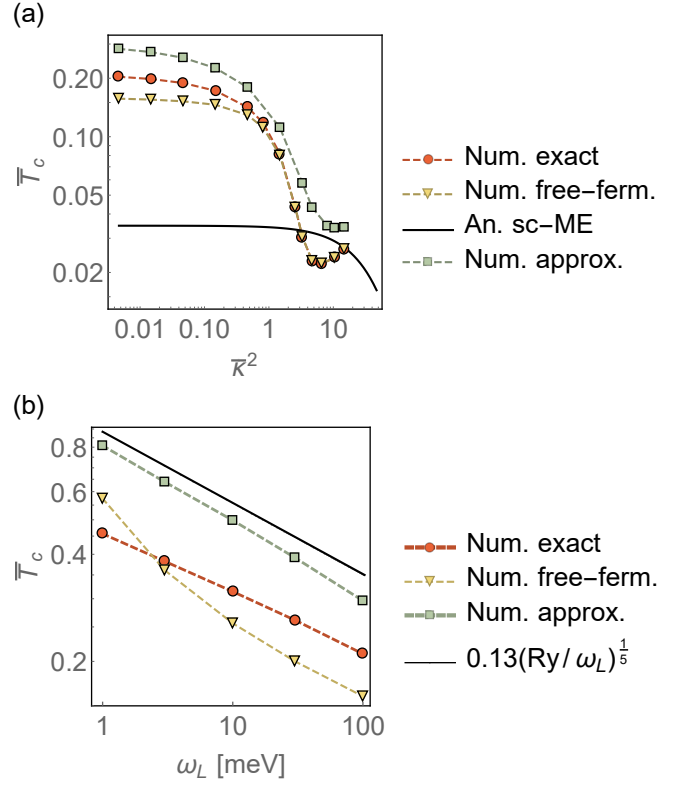 (a)
0.20
0.10
0.05
0.02
T̅c
0.01 0.10 1 10
κ̅²
Num. exact
Num. free−ferm.
An. sc−ME
Num. approx.
(b)
0.8
0.6
0.4
0.2
T̅c
1 10 100
ωL [meV]
Num. exact
Num. free−ferm.
Num. approx.
0.13(Ry/ωL)^(1/5)